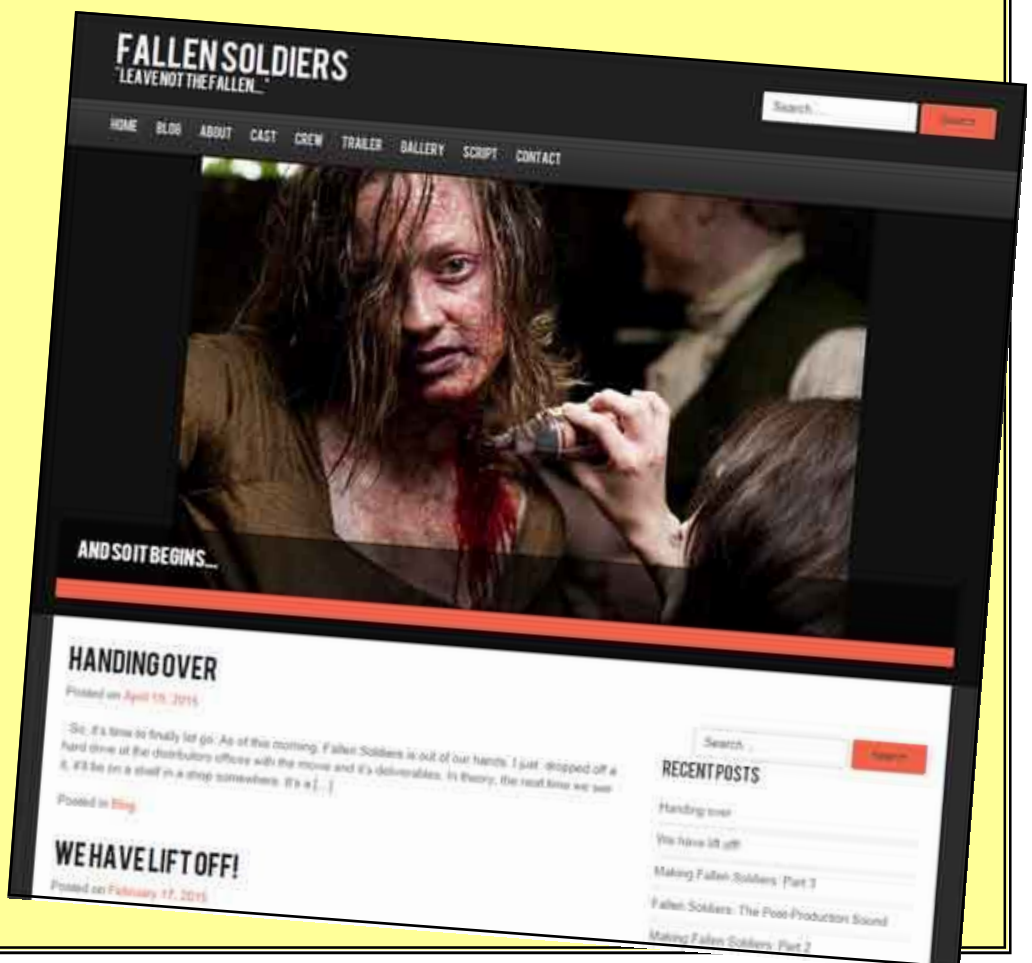 FALLEN SOLDIERS
"LEAVE NOT THE FALLEN..."
Search ...
Search
HOME BLOG ABOUT CAST CREW TRAILER GALLERY SCRIPT CONTACT
AND SO IT BEGINS...
HANDING OVER
Posted on April 19, 2015
So, it's time to finally let go. As of this morning, Fallen Soldiers is out of our hands. I just dropped off a
hard drive at the distributors offices with the movie and it's deliverables. In theory, the next time we see
it, it'll be on a shelf in a shop somewhere. It's a [...]
Posted in Blog
WE HAVE LIFT OFF!
Posted on February 17, 2015
Search ...
Search
RECENT POSTS
Handing over
We have lift off!
Making Fallen Soldiers: Part 3
Fallen Soldiers: The Post-Production Sound
Making Fallen Soldiers: Part 2